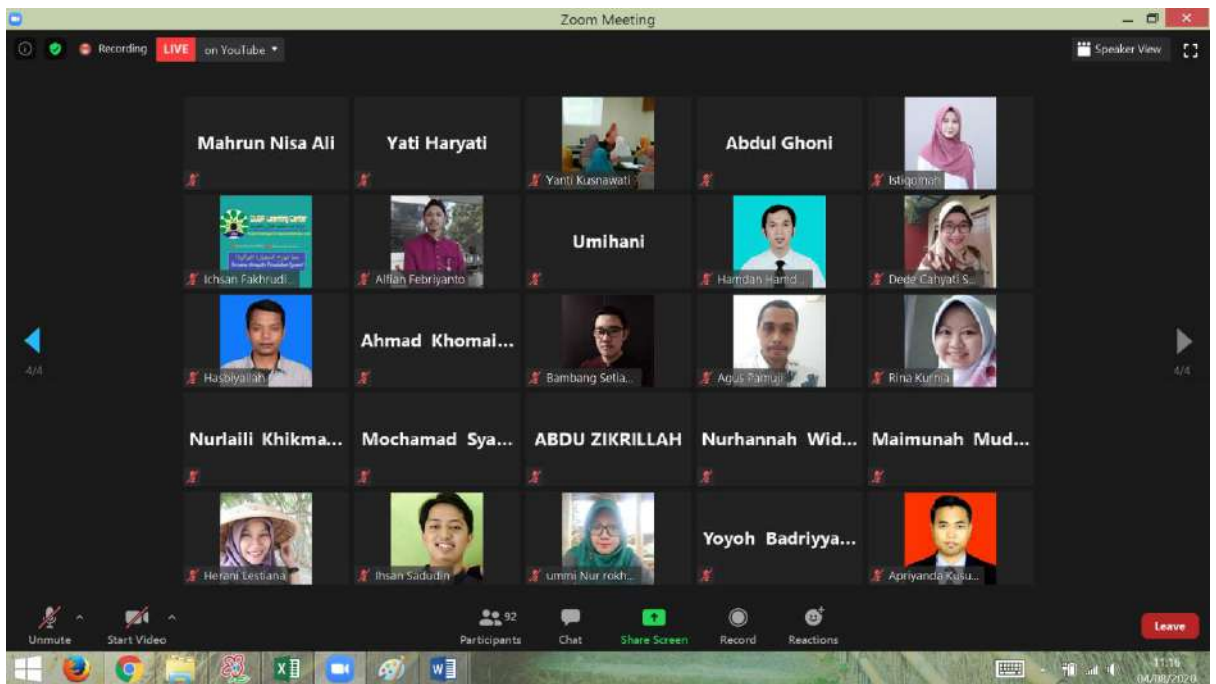 Zoom Meeting
Recording LIVE on YouTube
Speaker View
Mahrun Nisa Ali
Yati Haryati
Yanti Kusnawati
Abdul Ghoni
Istiqomah
Ichsan Fakhrudi...
Alfian Febriyanto
Umihani
Hamdan Hamd...
Dede Cahyati S...
Hasbiyallah
Ahmad Khomai...
Bambang Setia...
Agus Pamuji
Rina Kurnia
4/4
4/4
Nurlaili Khikma...
Mochamad Sya...
ABDU ZIKRILLAH
Nurhannah Wid...
Maimunah Mud...
Herani Lestiana
Ihsan Sadudin
ummi Nur rokh...
Yoyoh Badriyya...
Apriyanda Kusu...
Unmute
Start Video
92
Participants
Chat
Share Screen
Record
Reactions
Leave
11:16
04/08/2020